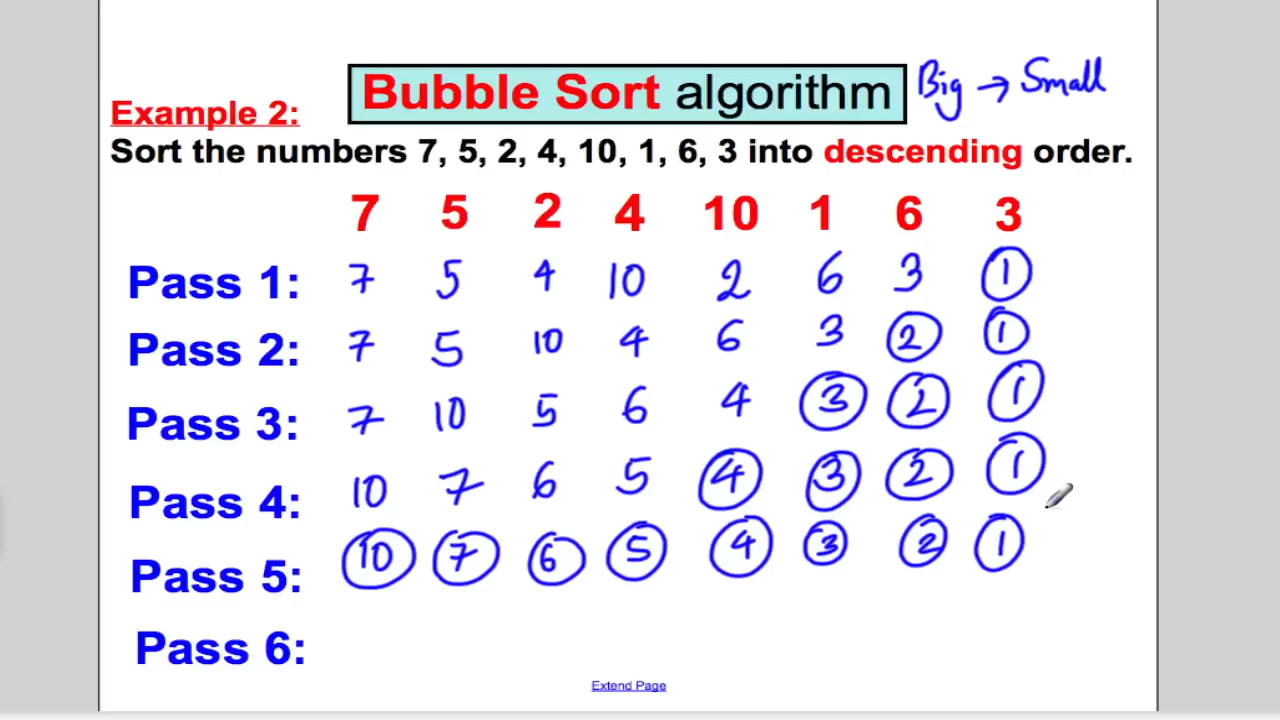 Bubble Sort algorithm Big → Small
Example 2:
Sort the numbers 7, 5, 2, 4, 10, 1, 6, 3 into descending order.
7 5 2 4 10 1 6 3
Pass 1: 7 5 4 10 2 6 3 1
Pass 2: 7 5 10 4 6 3 2 1
Pass 3: 7 10 5 6 4 3 2 1
Pass 4: 10 7 6 5 4 3 2 1
Pass 5: 10 7 6 5 4 3 2 1
Pass 6:
Extend Page